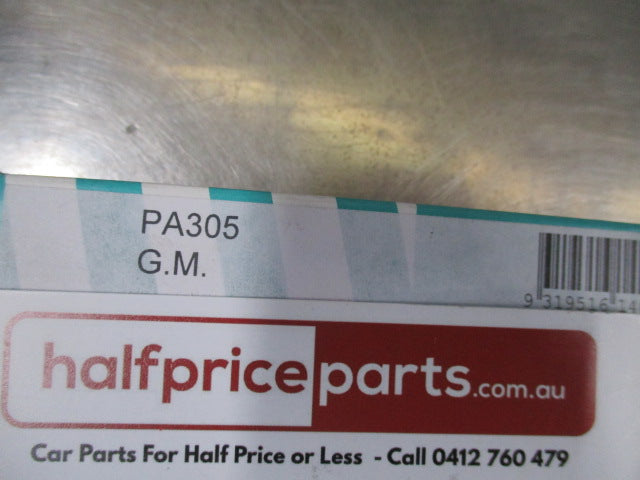 PA305
G.M.
9 319516 14
halfpriceparts.com.au
Car Parts For Half Price or Less - Call 0412 760 479